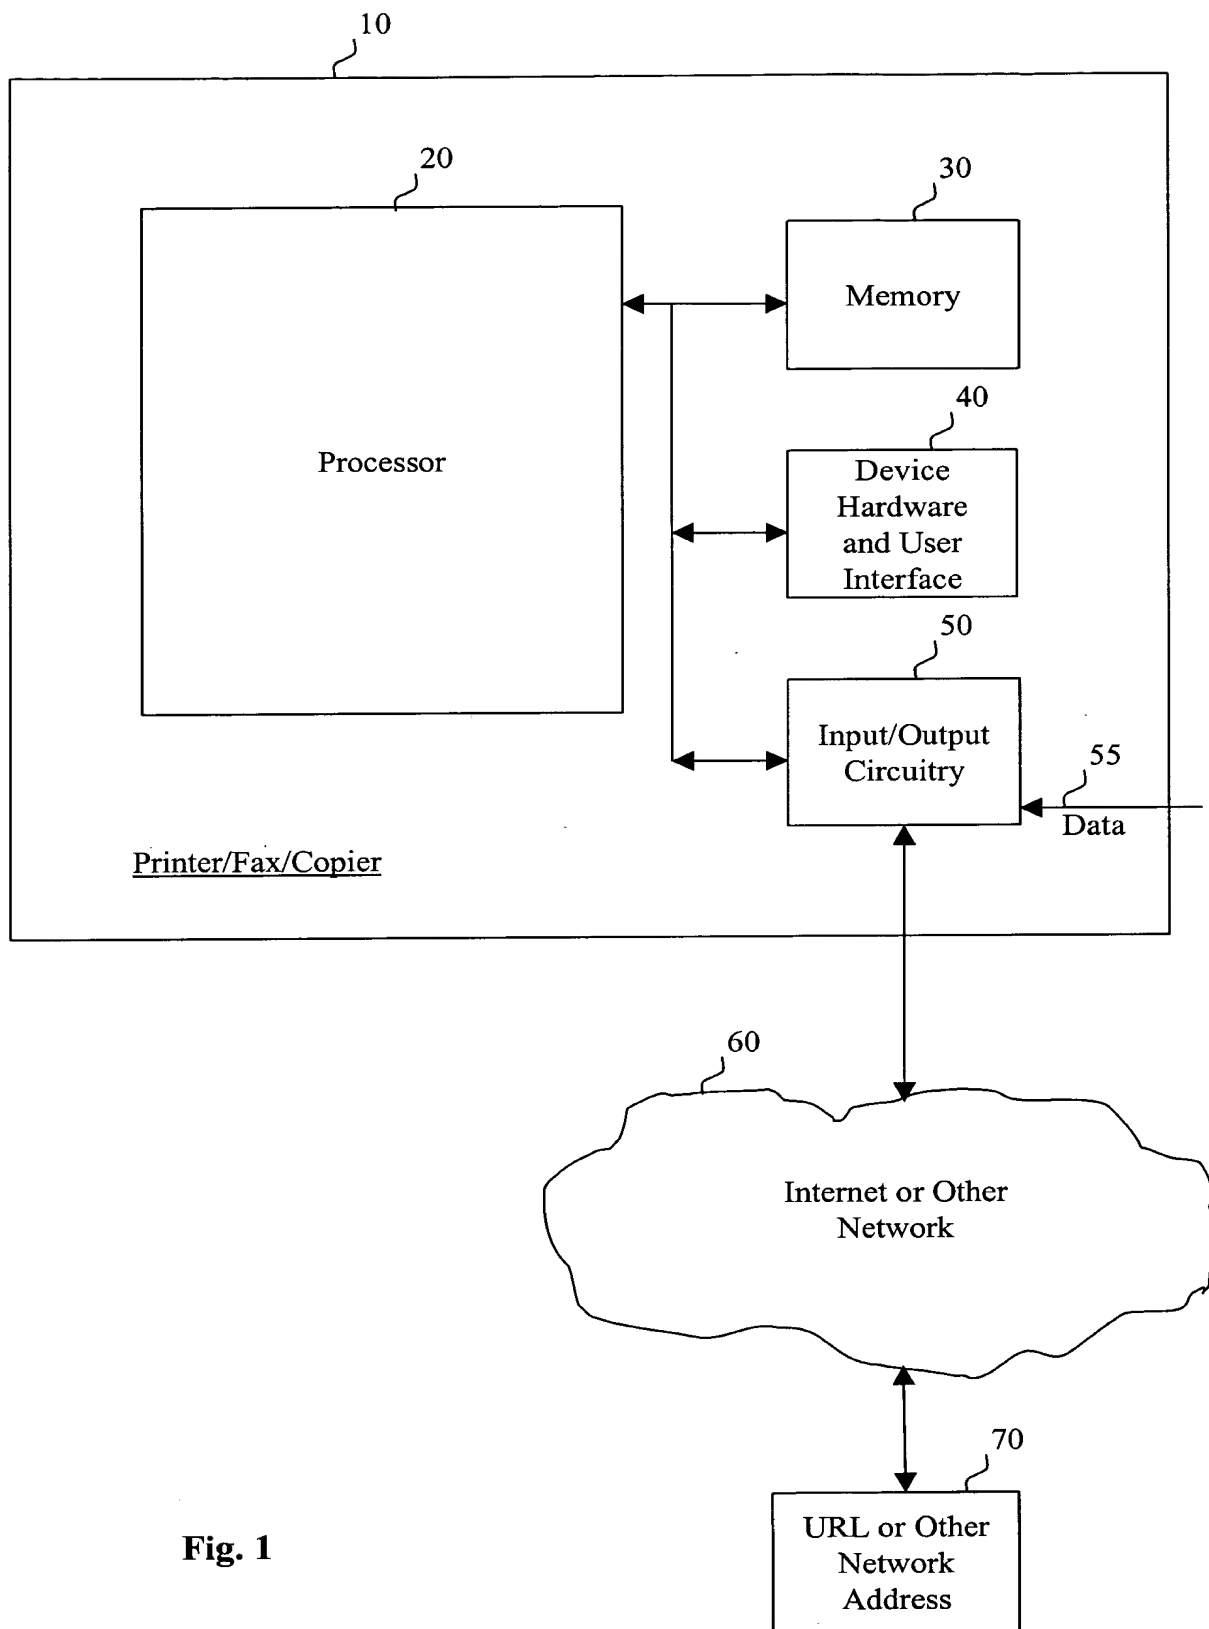 10
20
30
Memory
Processor
40
Device
Hardware
and User
Interface
50
Input/Output
Circuitry
55
Data
Printer/Fax/Copier
60
Internet or Other
Network
70
URL or Other
Network
Address
Fig. 1